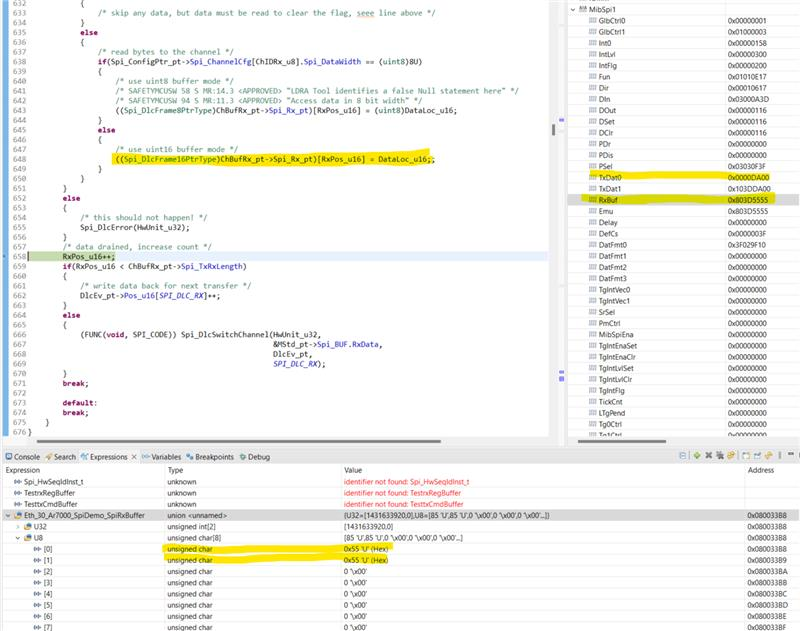 632 {
633 /* skip any data, but data must be read to clear the flag, seee line above */
634 }
635 else
636 {
637 /* read bytes to the channel */
638 if(Spi_ConfigPtr_pt->Spi_ChannelCfg[ChIDRx_u8].Spi_DataWidth == (uint8)8U)
639 {
640 /* use uint8 buffer mode */
641 /* SAFETYMCUSW 58 S MR:14.3 <APPROVED> "LDRA Tool identifies a false Null statement here" */
642 /* SAFETYMCUSW 94 S MR:11.3 <APPROVED> "Access data in 8 bit width" */
643 ((Spi_DlcFrame8PtrType)ChBufRx_pt->Spi_Rx_pt)[RxPos_u16] = (uint8)DataLoc_u16;
644 }
645 else
646 {
647 /* use uint16 buffer mode */
648 ((Spi_DlcFrame16PtrType)ChBufRx_pt->Spi_Rx_pt)[RxPos_u16] = DataLoc_u16;;
649 }
650 }
651 }
652 else
653 {
654 /* this should not happen! */
655 Spi_DlcError(HwUnit_u32);
656 }
657 /* data drained, increase count */
658 RxPos_u16++;
659 if(RxPos_u16 < ChBufRx_pt->Spi_TxRxLength)
660 {
661 /* write data back for next transfer */
662 DlcEv_pt->Pos_u16[SPI_DLC_RX]++;
663 }
664 else
665 {
666 (FUNC(void, SPI_CODE)) Spi_DlcSwitchChannel(HwUnit_u32,
667 &MStd_pt->Spi_BUF.RxData,
668 DlcEv_pt,
669 SPI_DLC_RX);
670 }
671 break;
672
673 default:
674 break;
675 }
676 }
MibSpi1
GlbCtrl0 0x00000001
GlbCtrl1 0x01000003
Int0 0x00000158
IntLvl 0x00000300
IntFlg 0x00000200
Fun 0x01010E17
Dir 0x00010617
DIn 0x03000A3D
DOut 0x00000116
DSet 0x00000116
DClr 0x00000116
PDr 0x00000000
PDis 0x00000000
PSel 0x03030F3F
TxDat0 0x0000DA00
TxDat1 0x103DDA00
RxBuf 0x803D5555
Emu 0x803D5555
Delay 0x00000000
DefCs 0x0000003F
DatFmt0 0x3F029F10
DatFmt1 0x00000000
DatFmt2 0x00000000
DatFmt3 0x00000000
TgIntVec0 0x00000000
TgIntVec1 0x00000000
SrSel 0x00000000
PmCtrl 0x00000000
MibSpiEna 0x00000000
TgIntEnaSet 0x00000000
TgIntEnaClr 0x00000000
TgIntLvlSet 0x00000000
TgIntLvlClr 0x00000000
TgIntFlg 0x00000000
TickCnt 0x00000000
LTgPend 0x00000000
Tg0Ctrl 0x00000000
Tg1Ctrl 0x00000000
Console Search Expressions Variables Breakpoints Debug
Expression Type Value Address
Spi_HwSeqIdInst_t unknown identifier not found: Spi_HwSeqIdInst_t
TestrxRegBuffer unknown identifier not found: TestrxRegBuffer
TesttxCmdBuffer unknown identifier not found: TesttxCmdBuffer
Eth_30_Ar7000_SpiDemo_SpiRxBuffer union <unnamed> {U32=[1431633920,0],U8=[85 'U',85 'U',0 '\x00',0 '\x00',0 '\x00'...]} 0x080033B8
U32 unsigned int[2] [1431633920,0] 0x080033B8
U8 unsigned char[8] [85 'U',85 'U',0 '\x00',0 '\x00',0 '\x00'...] 0x080033B8
[0] unsigned char 0x55 'U' (Hex) 0x080033B8
[1] unsigned char 0x55 'U' (Hex) 0x080033B9
[2] unsigned char 0 '\x00' 0x080033BA
[3] unsigned char 0 '\x00' 0x080033BB
[4] unsigned char 0 '\x00' 0x080033BC
[5] unsigned char 0 '\x00' 0x080033BD
[6] unsigned char 0 '\x00' 0x080033BE
[7] unsigned char 0 '\x00' 0x080033BF